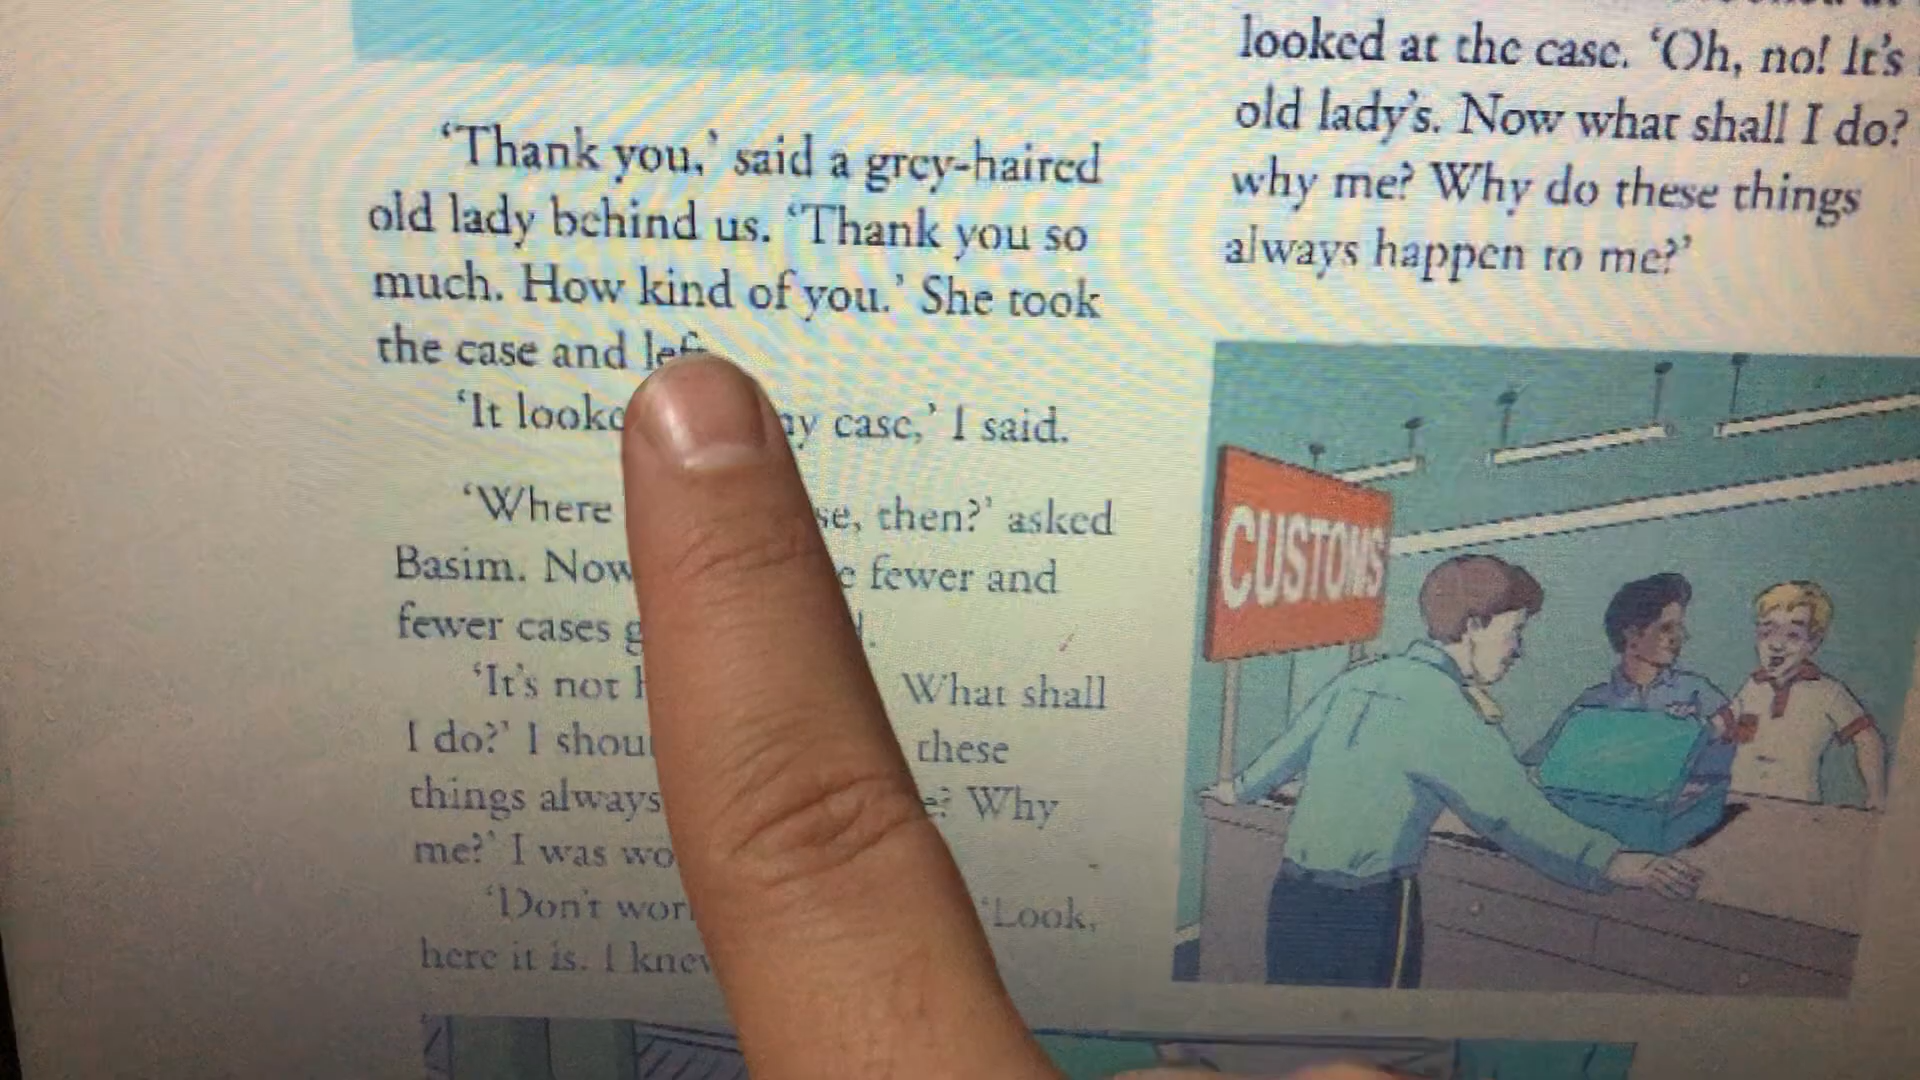 ‘Thank you,’ said a grey-haired
old lady behind us. ‘Thank you so
much. How kind of you.’ She took
the case and left
‘It case,’ I said.
‘Where then?’ asked
Basim. Now fewer and
fewer cases
‘It's not What shall
I do?’ I these
things always Why
me?’ I was
‘Don't ‘Look,
here it is. I
looked at the case. ‘Oh, no! It's
old lady's. Now what shall I do?
why me? Why do these things
always happen to me?’
CUSTOMS